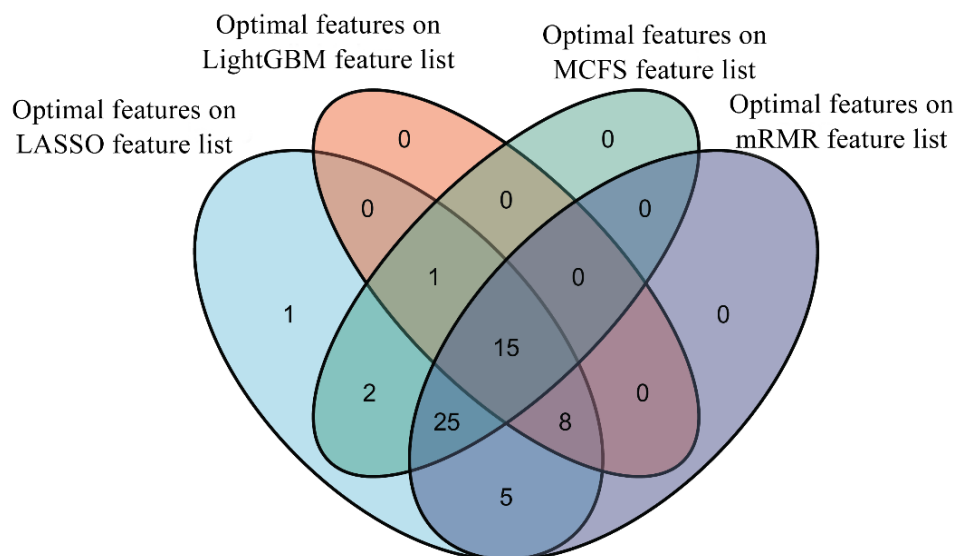 Optimal features on
LightGBM feature list
Optimal features on
MCFS feature list
Optimal features on
LASSO feature list
Optimal features on
mRMR feature list
0
0
0
0
0
1
0
1
0
15
2
0
25
8
5